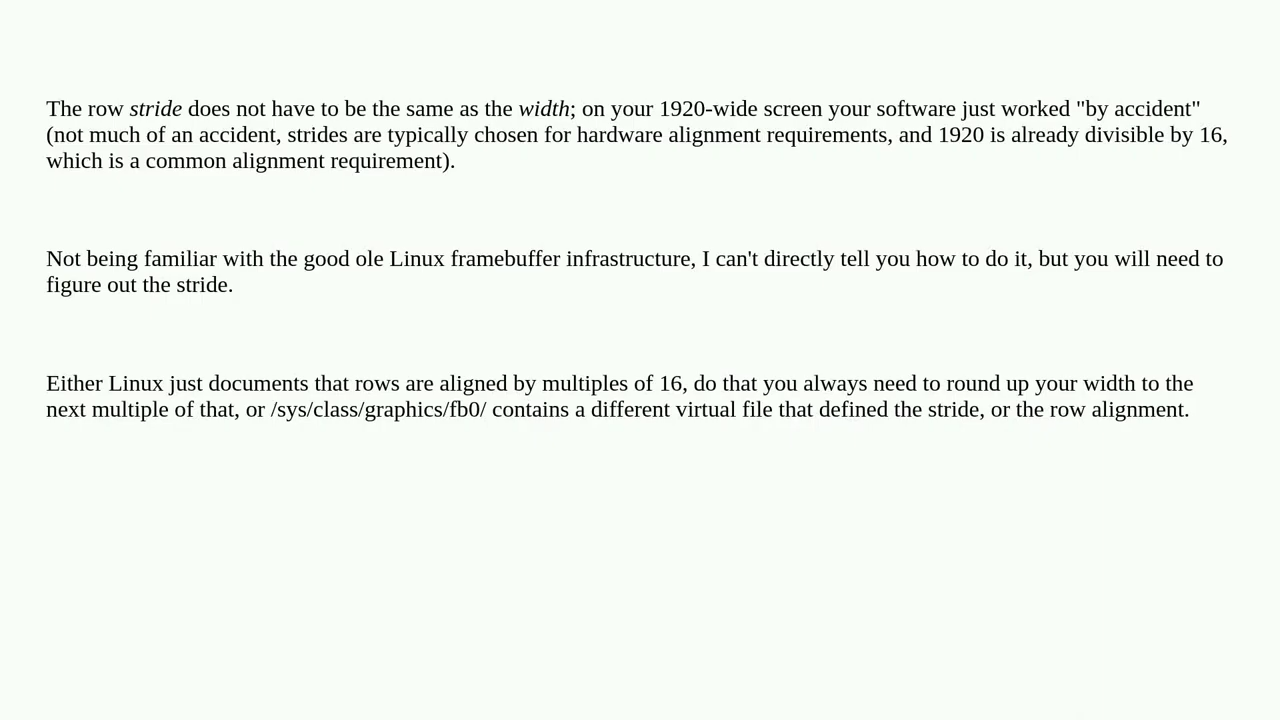 The row stride does not have to be the same as the width; on your 1920-wide screen your software just worked "by accident"
(not much of an accident, strides are typically chosen for hardware alignment requirements, and 1920 is already divisible by 16,
which is a common alignment requirement).
Not being familiar with the good ole Linux framebuffer infrastructure, I can't directly tell you how to do it, but you will need to
figure out the stride.
Either Linux just documents that rows are aligned by multiples of 16, do that you always need to round up your width to the
next multiple of that, or /sys/class/graphics/fb0/ contains a different virtual file that defined the stride, or the row alignment.